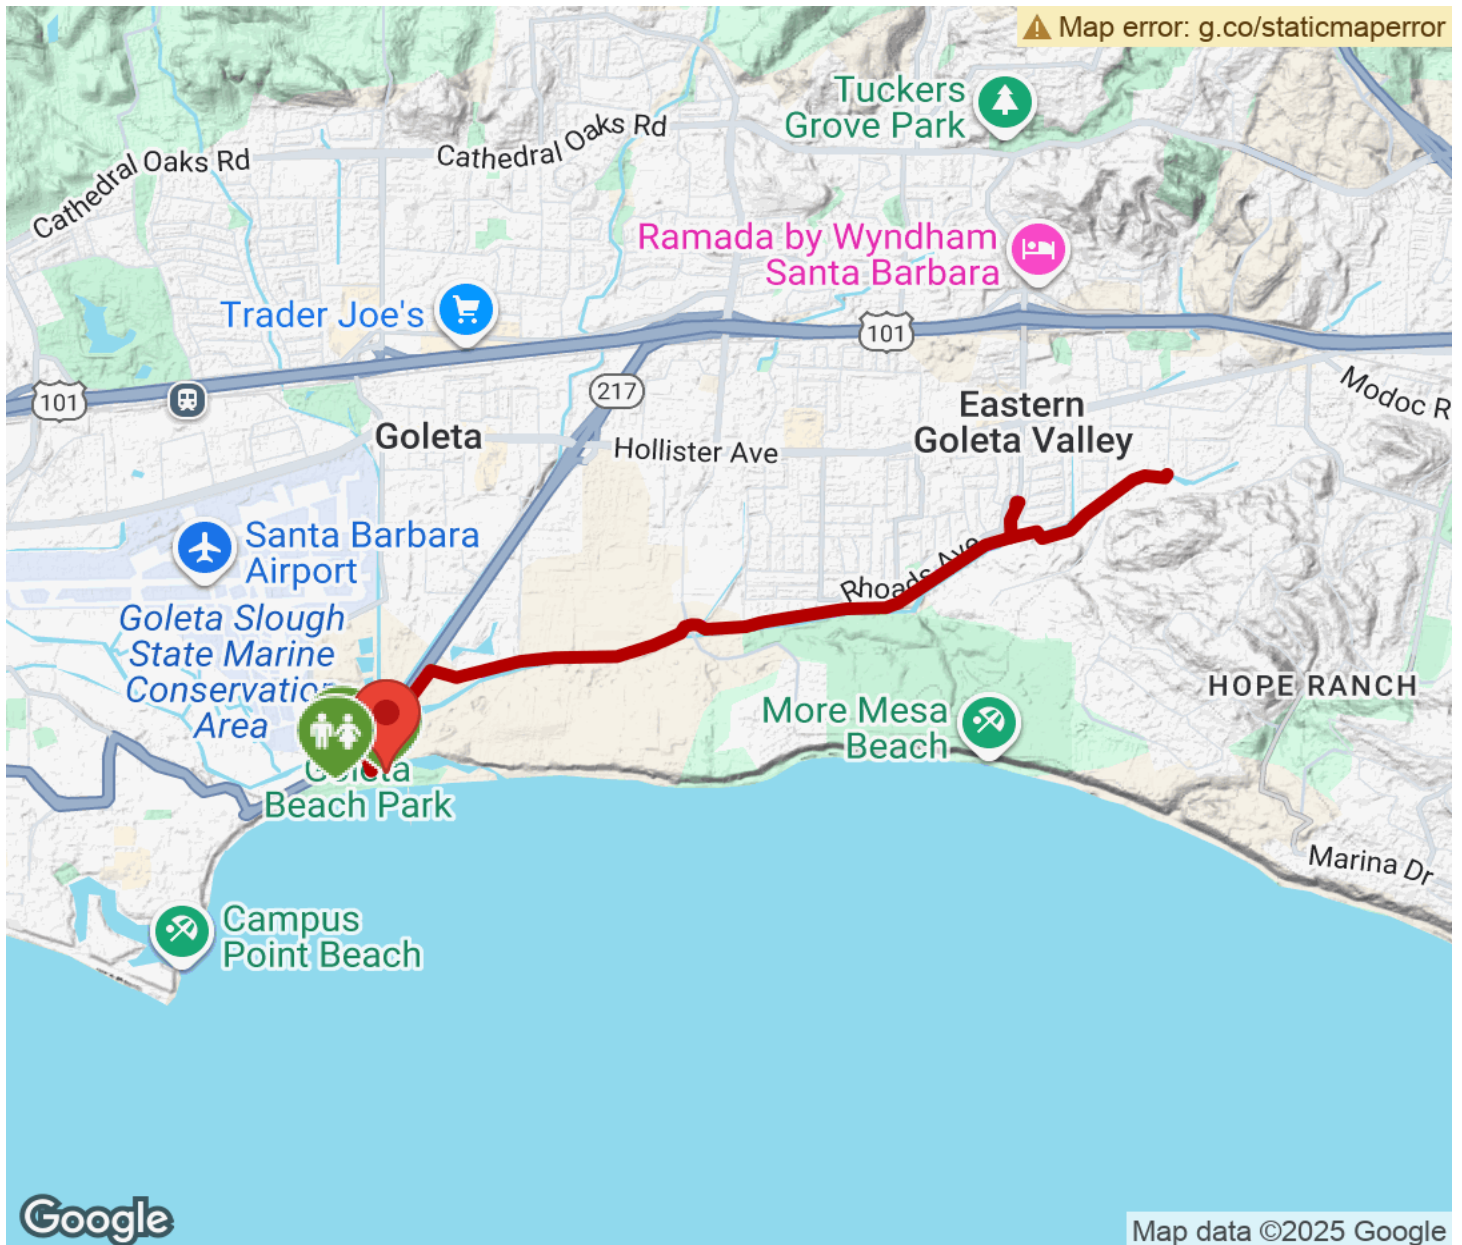 Map error: g.co/staticmaperror
Tuckers
Grove Park
Cathedral Oaks Rd
Cathedral Oaks Rd
Ramada by Wyndham
Santa Barbara
Trader Joe's
101
101
217
Modoc R
Eastern
Goleta Valley
Goleta
Hollister Ave
Santa Barbara
Airport
Rhoads Ave
Goleta Slough
State Marine
Conservation
Area
HOPE RANCH
More Mesa
Beach
Goleta
Beach Park
Marina Dr
Campus
Point Beach
Google
Map data ©2025 Google